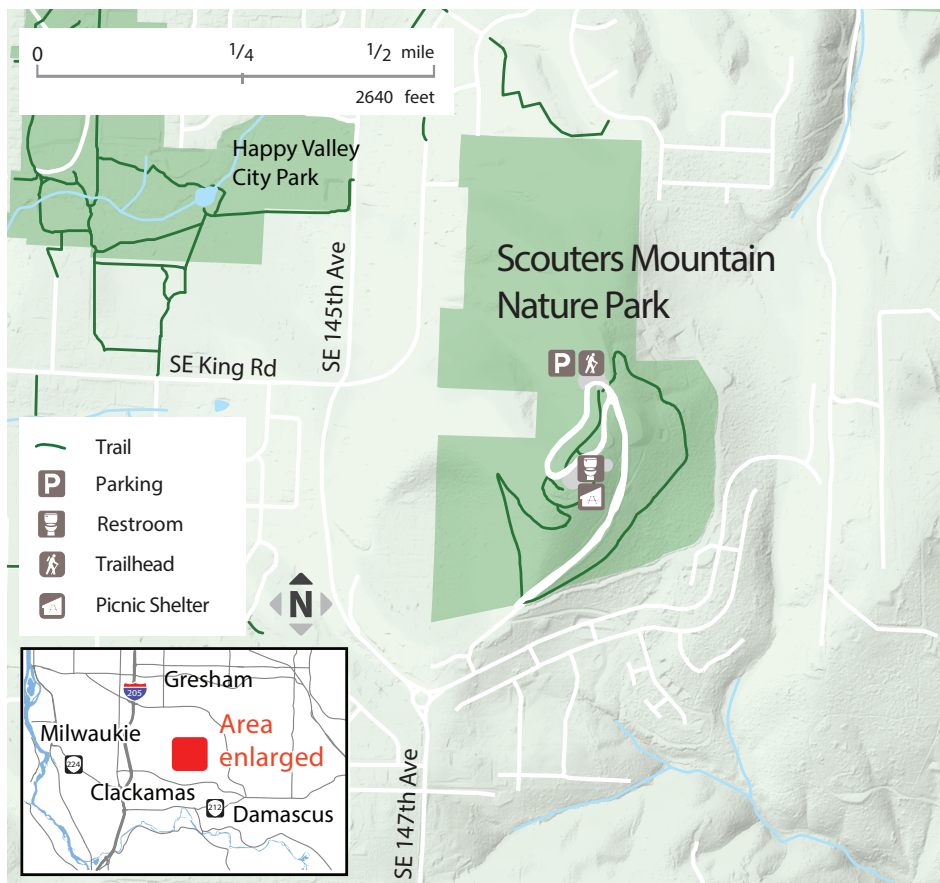 0 1/4 1/2 mile
2640 feet
Happy Valley
City Park
SE 145th Ave
Scouters Mountain
Nature Park
SE King Rd
P
Trail
P
Parking
Restroom
Trailhead
Picnic Shelter
N
205
Gresham
Area
enlarged
Milwaukie
224
Clackamas
212
Damascus
SE 147th Ave